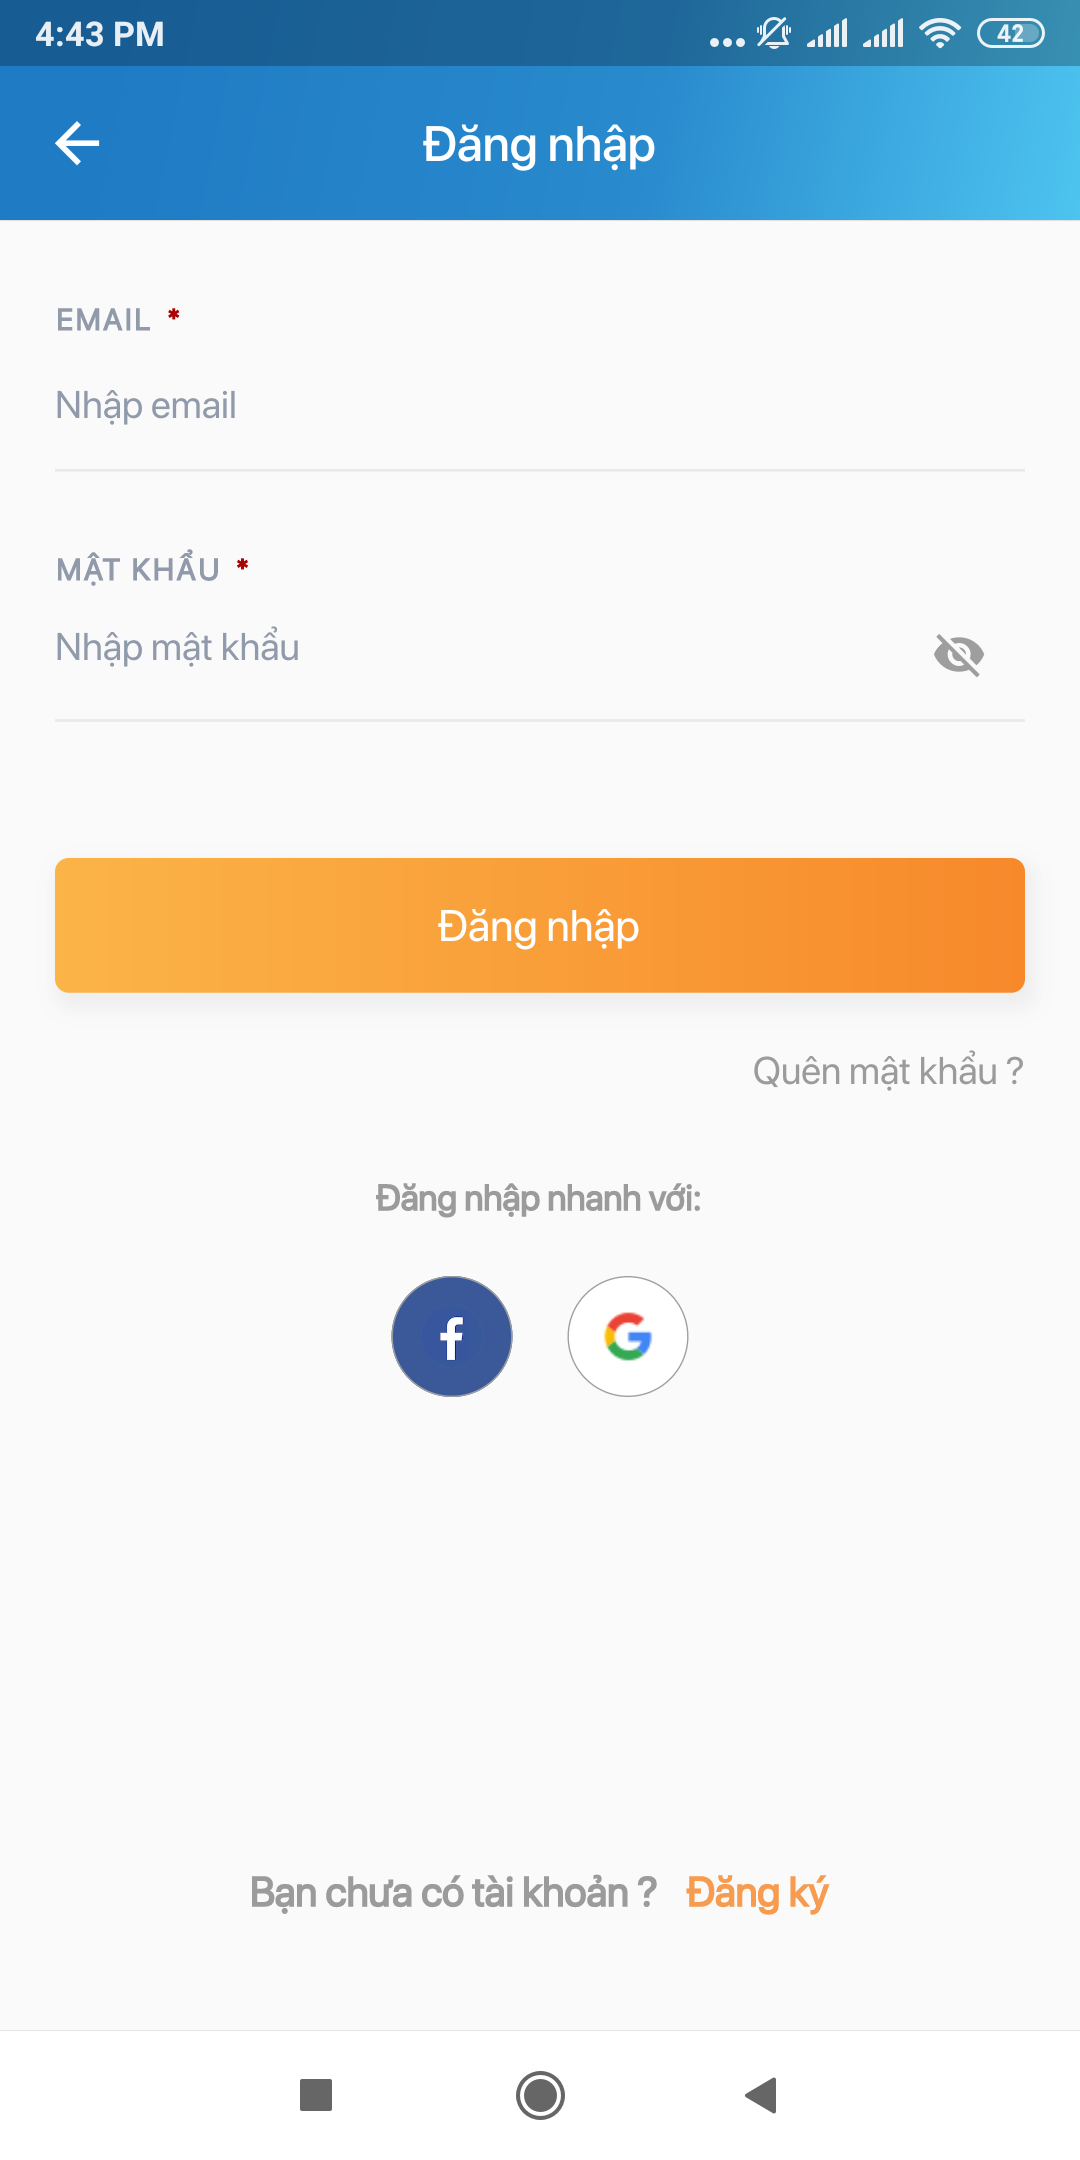 4:43 PM
42
Đăng nhập
EMAIL *
Nhập email
MẬT KHẨU *
Nhập mật khẩu
Đăng nhập
Quên mật khẩu ?
Đăng nhập nhanh với:
Bạn chưa có tài khoản ? Đăng ký